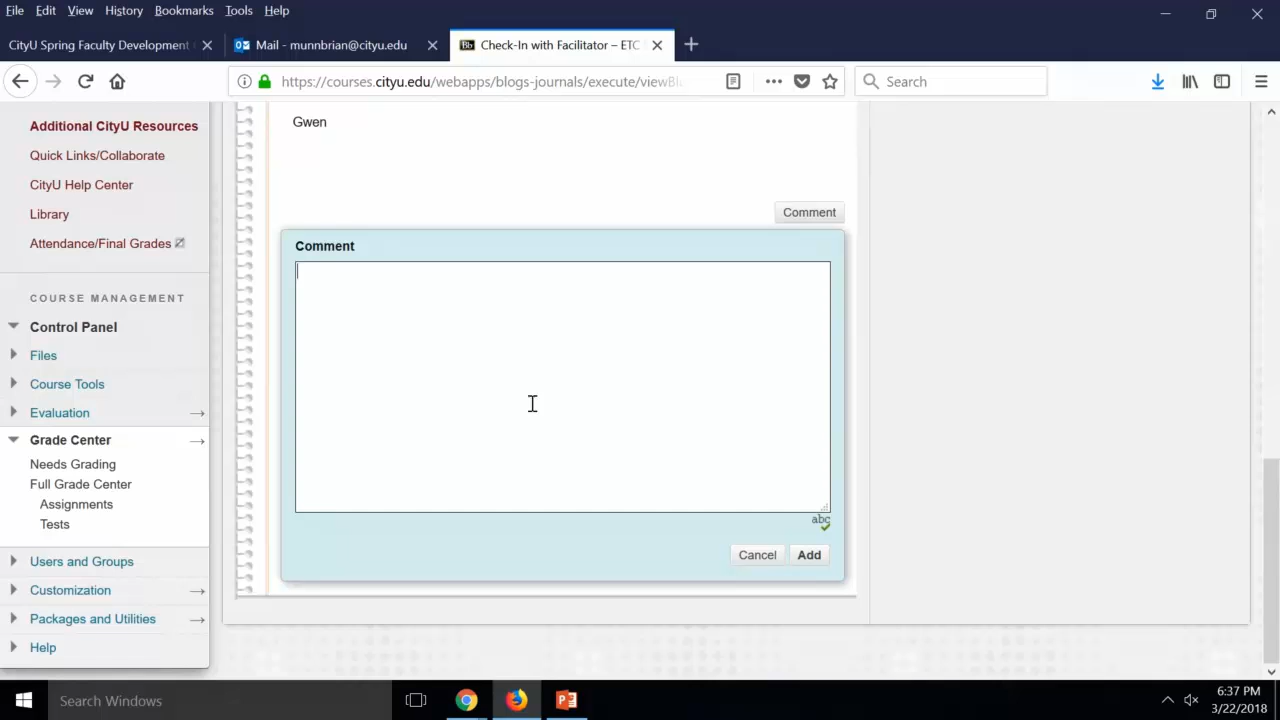 File Edit View History Bookmarks Tools Help
CityU Spring Faculty Development
Mail - munnbrian@cityu.edu
Bb Check-In with Facilitator – ETC
https://courses.cityu.edu/webapps/blogs-journals/execute/viewBl
Search
Additional CityU Resources
Quick Links/Collaborate
CityU Help Center
Library
Attendance/Final Grades
COURSE MANAGEMENT
Control Panel
Files
Course Tools
Evaluation
Grade Center
Needs Grading
Full Grade Center
Assignments
Tests
Users and Groups
Customization
Packages and Utilities
Help
Gwen
Comment
Comment
abc
Cancel Add
Search Windows
6:37 PM
3/22/2018